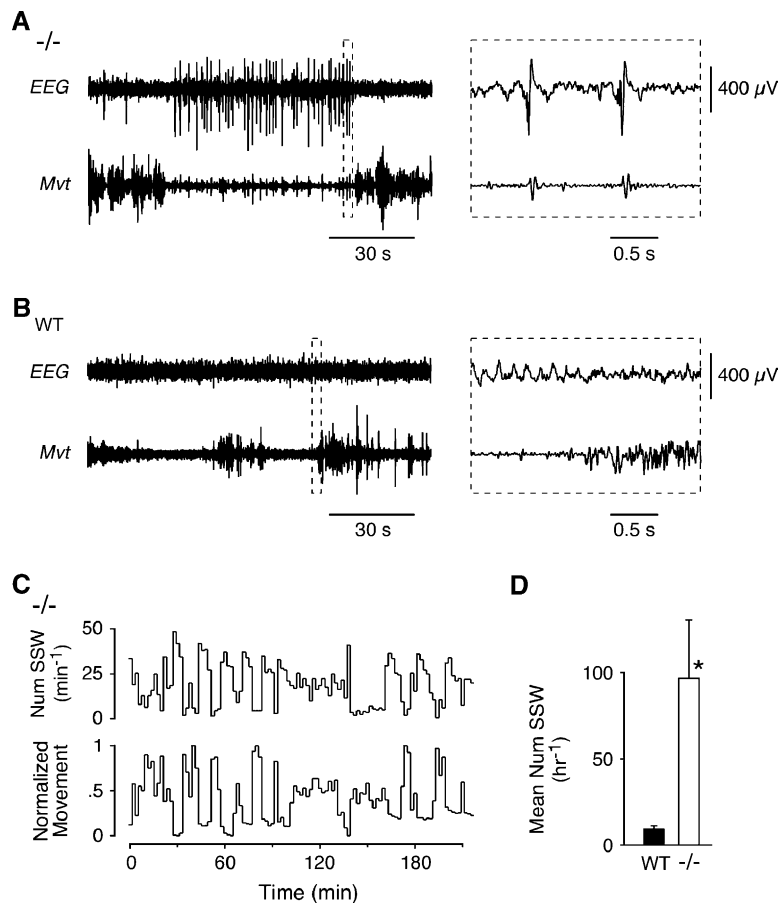 A
-/-
EEG
400 µV
Mvt
30 s
0.5 s
B
WT
EEG
400 µV
Mvt
30 s
0.5 s
C
-/-
Num SSW
(min-1)
50
25
0
Normalized
Movement
1
.5
0
0
60
120
180
Time (min)
D
Mean Num SSW
(hr-1)
100
50
0
*
WT
-/-